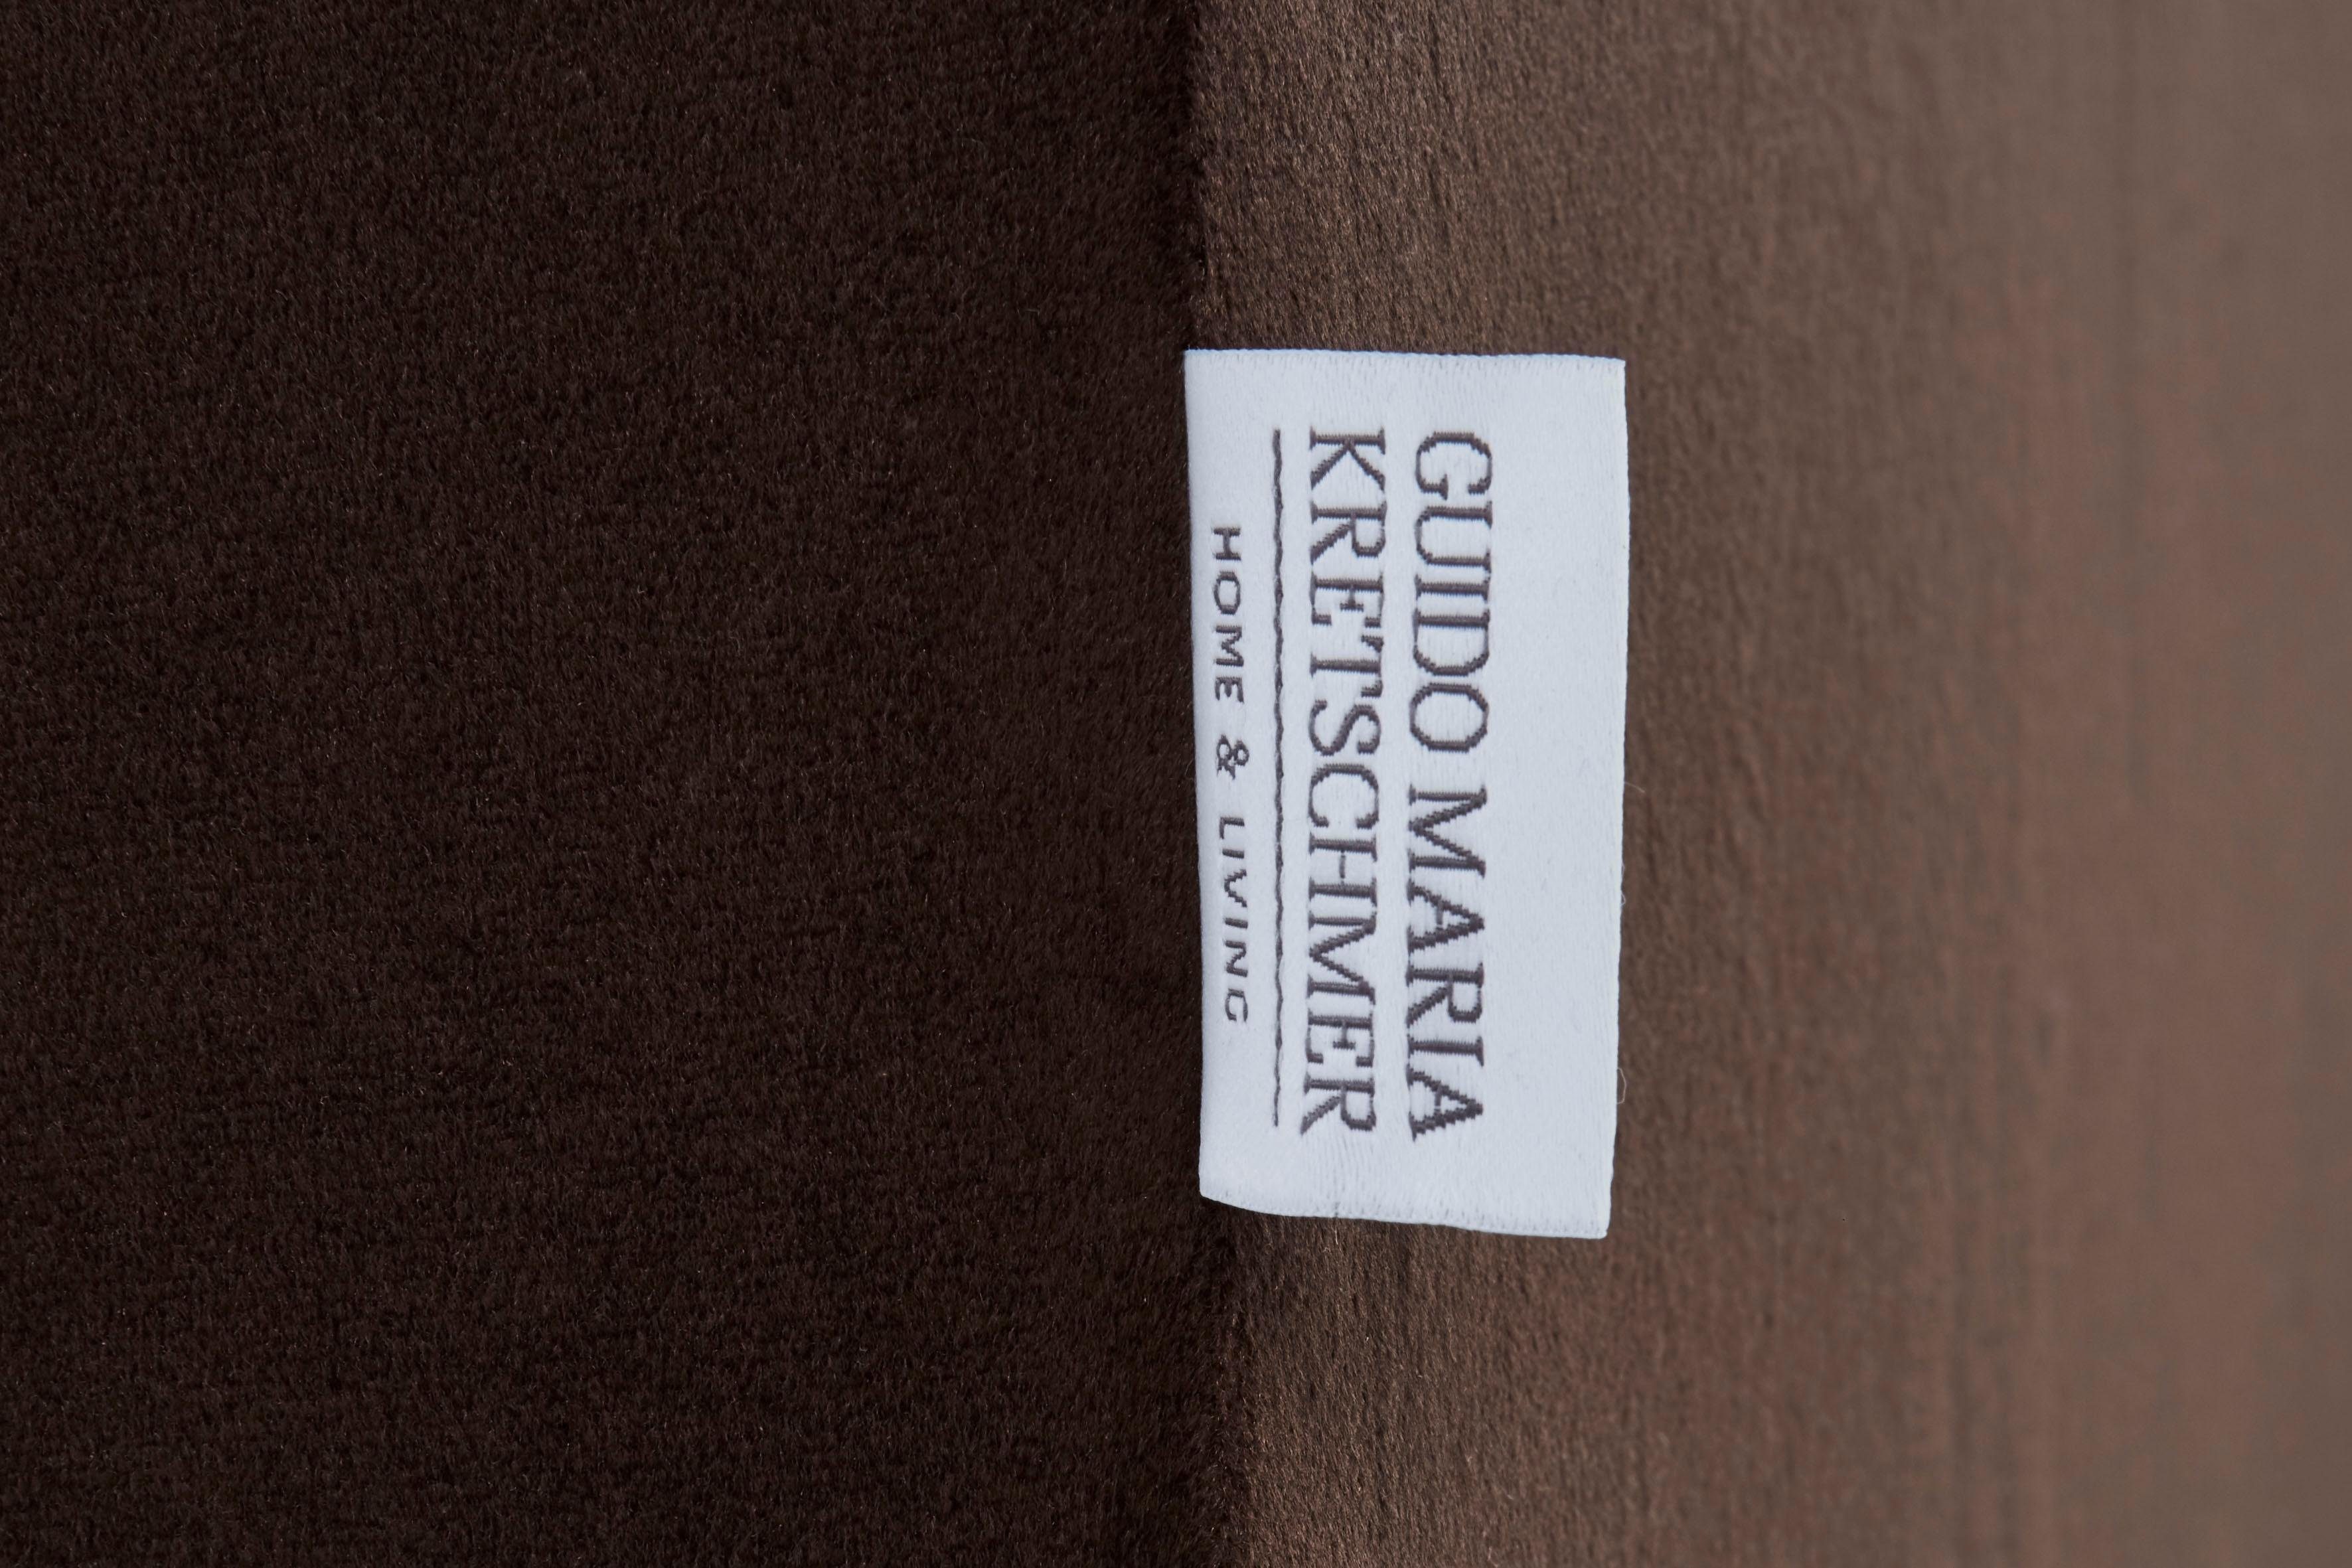 GUIDO MARIA
KRETSCHMER
HOME & LIVING